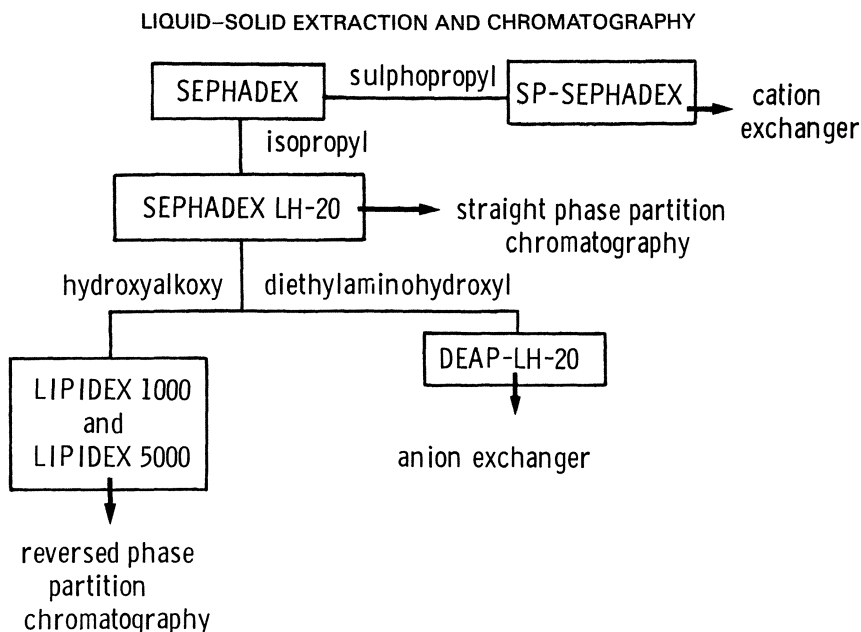 LIQUID–SOLID EXTRACTION AND CHROMATOGRAPHY
SEPHADEX
sulphopropyl
SP-SEPHADEX
cation
exchanger
isopropyl
SEPHADEX LH-20
straight phase partition
chromatography
hydroxyalkoxy
diethylaminohydroxyl
LIPIDEX 1000
and
LIPIDEX 5000
DEAP-LH-20
anion exchanger
reversed phase
partition
chromatography